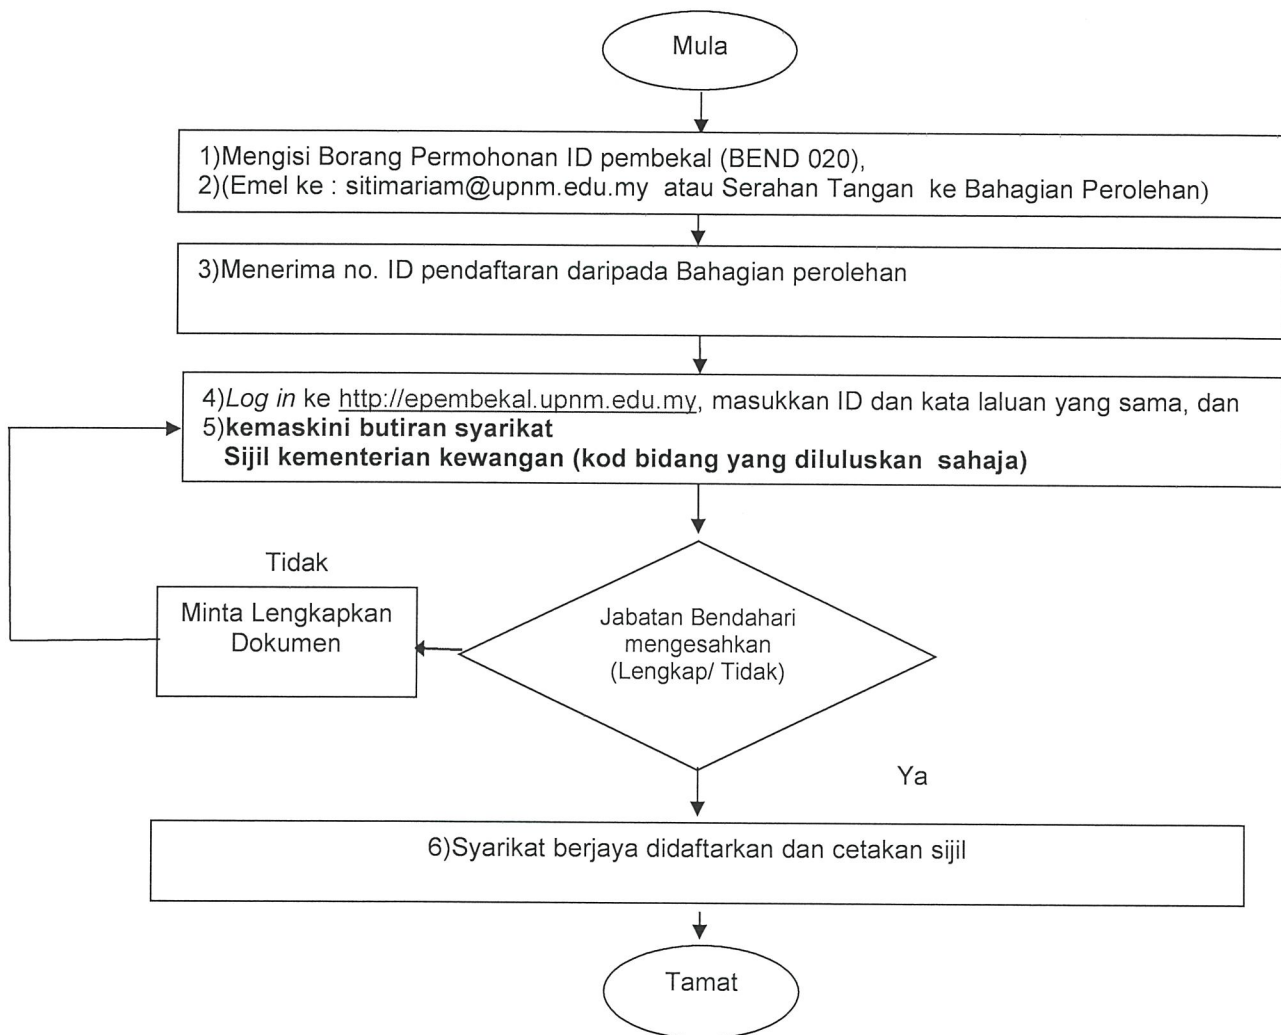 Mula
1)Mengisi Borang Permohonan ID pembekal (BEND 020),
2)(Emel ke : sitimariam@upnm.edu.my atau Serahan Tangan ke Bahagian Perolehan)
3)Menerima no. ID pendaftaran daripada Bahagian perolehan
4)Log in ke http://epembekal.upnm.edu.my, masukkan ID dan kata laluan yang sama, dan
5)kemaskini butiran syarikat
Sijil kementerian kewangan (kod bidang yang diluluskan sahaja)
Tidak
Minta Lengkapkan
Dokumen
Jabatan Bendahari
mengesahkan
(Lengkap/ Tidak)
Ya
6)Syarikat berjaya didaftarkan dan cetakan sijil
Tamat